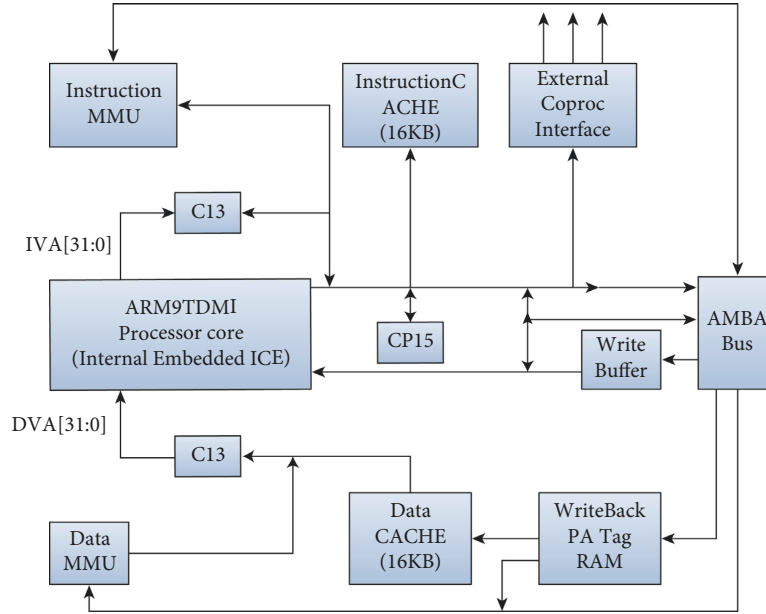 Instruction
MMU
InstructionC
ACHE
(16KB)
External
Coproc
Interface
C13
IVA[31:0]
ARM9TDMI
Processor core
(Internal Embedded ICE)
CP15
Write
Buffer
AMBA
Bus
DVA[31:0]
C13
Data
MMU
Data
CACHE
(16KB)
WriteBack
PA Tag
RAM